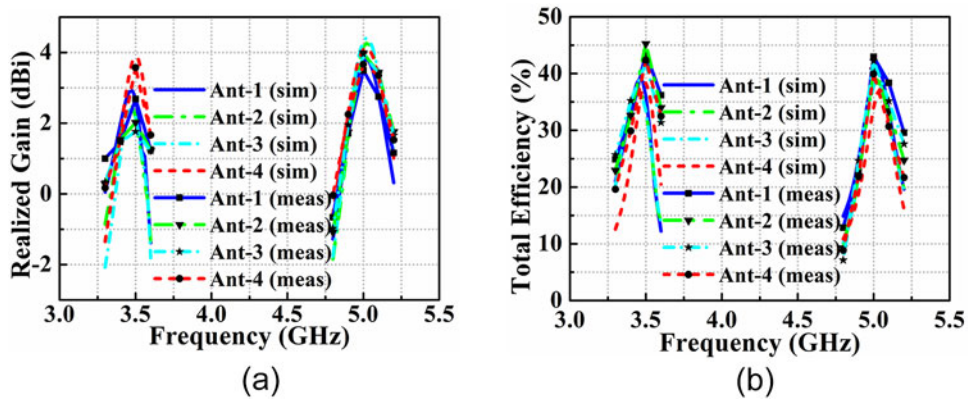 (a)
4
2
0
-2
Realized Gain (dBi)
Ant-1 (sim)
Ant-2 (sim)
Ant-3 (sim)
Ant-4 (sim)
Ant-1 (meas)
Ant-2 (meas)
Ant-3 (meas)
Ant-4 (meas)
3.0 3.5 4.0 4.5 5.0 5.5
Frequency (GHz)
(a)
(b)
50
40
30
20
10
0
Total Efficiency (%)
Ant-1 (sim)
Ant-2 (sim)
Ant-3 (sim)
Ant-4 (sim)
Ant-1 (meas)
Ant-2 (meas)
Ant-3 (meas)
Ant-4 (meas)
3.0 3.5 4.0 4.5 5.0 5.5
Frequency (GHz)
(b)